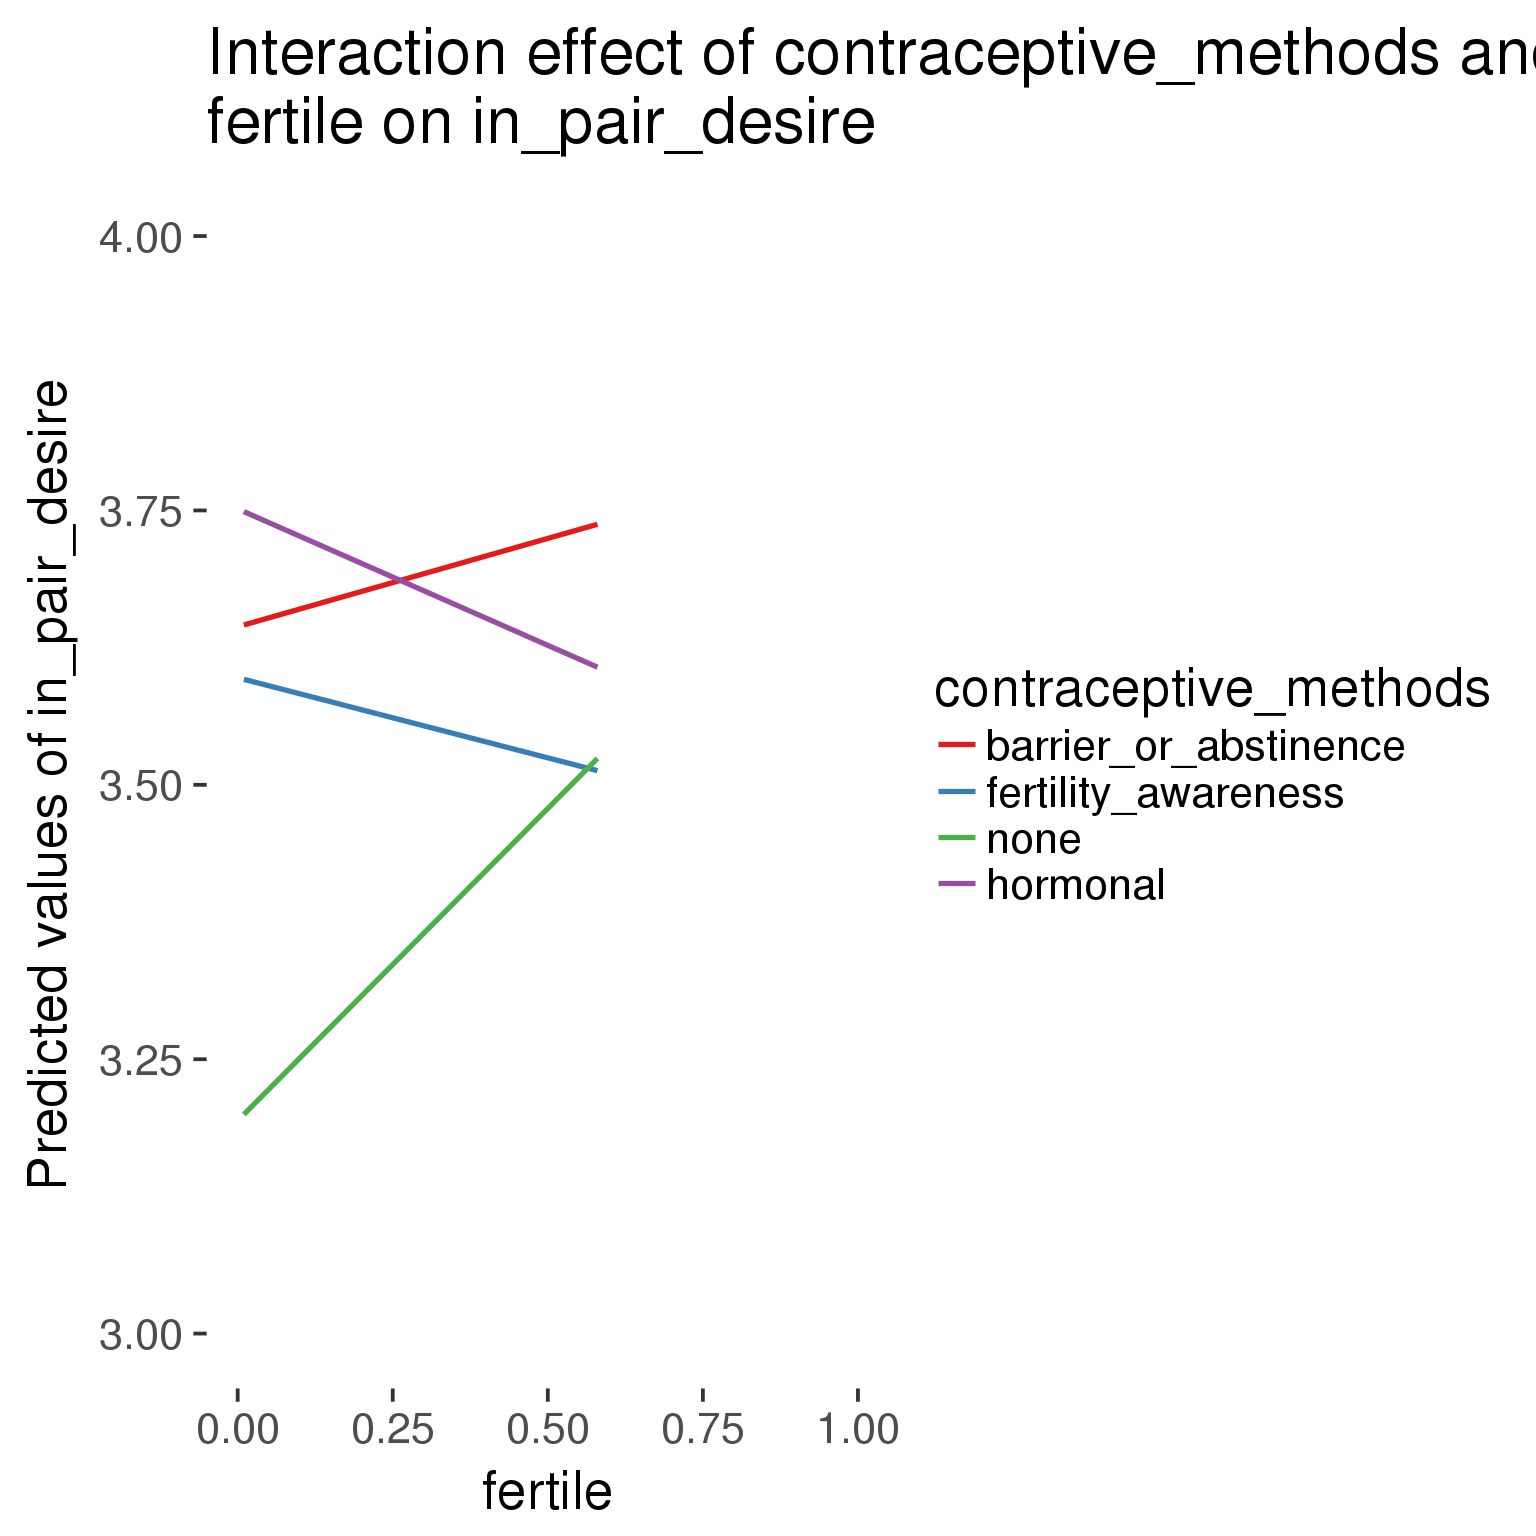 Interaction effect of contraceptive_methods and
fertile on in_pair_desire
4.00
3.75
3.50
3.25
3.00
Predicted values of in_pair_desire
0.00 0.25 0.50 0.75 1.00
fertile
contraceptive_methods
barrier_or_abstinence
fertility_awareness
none
hormonal